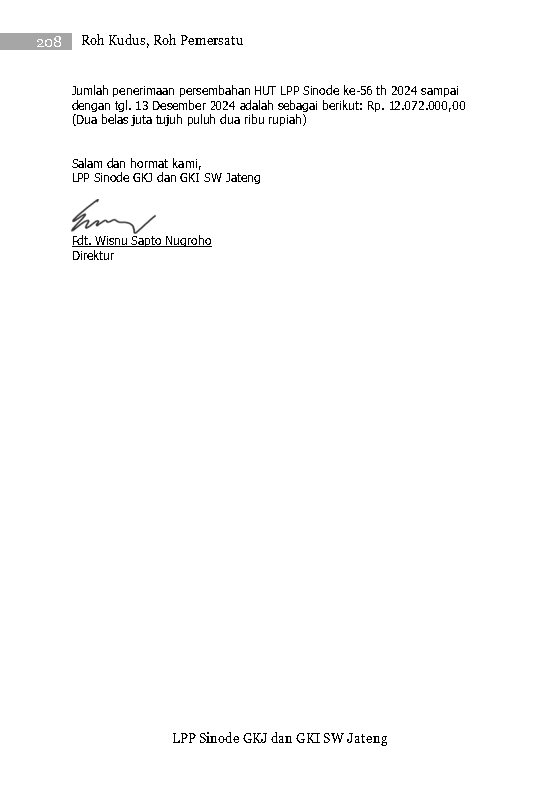 208 Roh Kudus, Roh Pemersatu
Jumlah penerimaan persembahan HUT LPP Sinode ke-56 th 2024 sampai
dengan tgl. 13 Desember 2024 adalah sebagai berikut: Rp. 12.072.000,00
(Dua belas juta tujuh puluh dua ribu rupiah)
Salam dan hormat kami,
LPP Sinode GKJ dan GKI SW Jateng
Pdt. Wisnu Sapto Nugroho
Direktur
LPP Sinode GKJ dan GKI SW Jateng